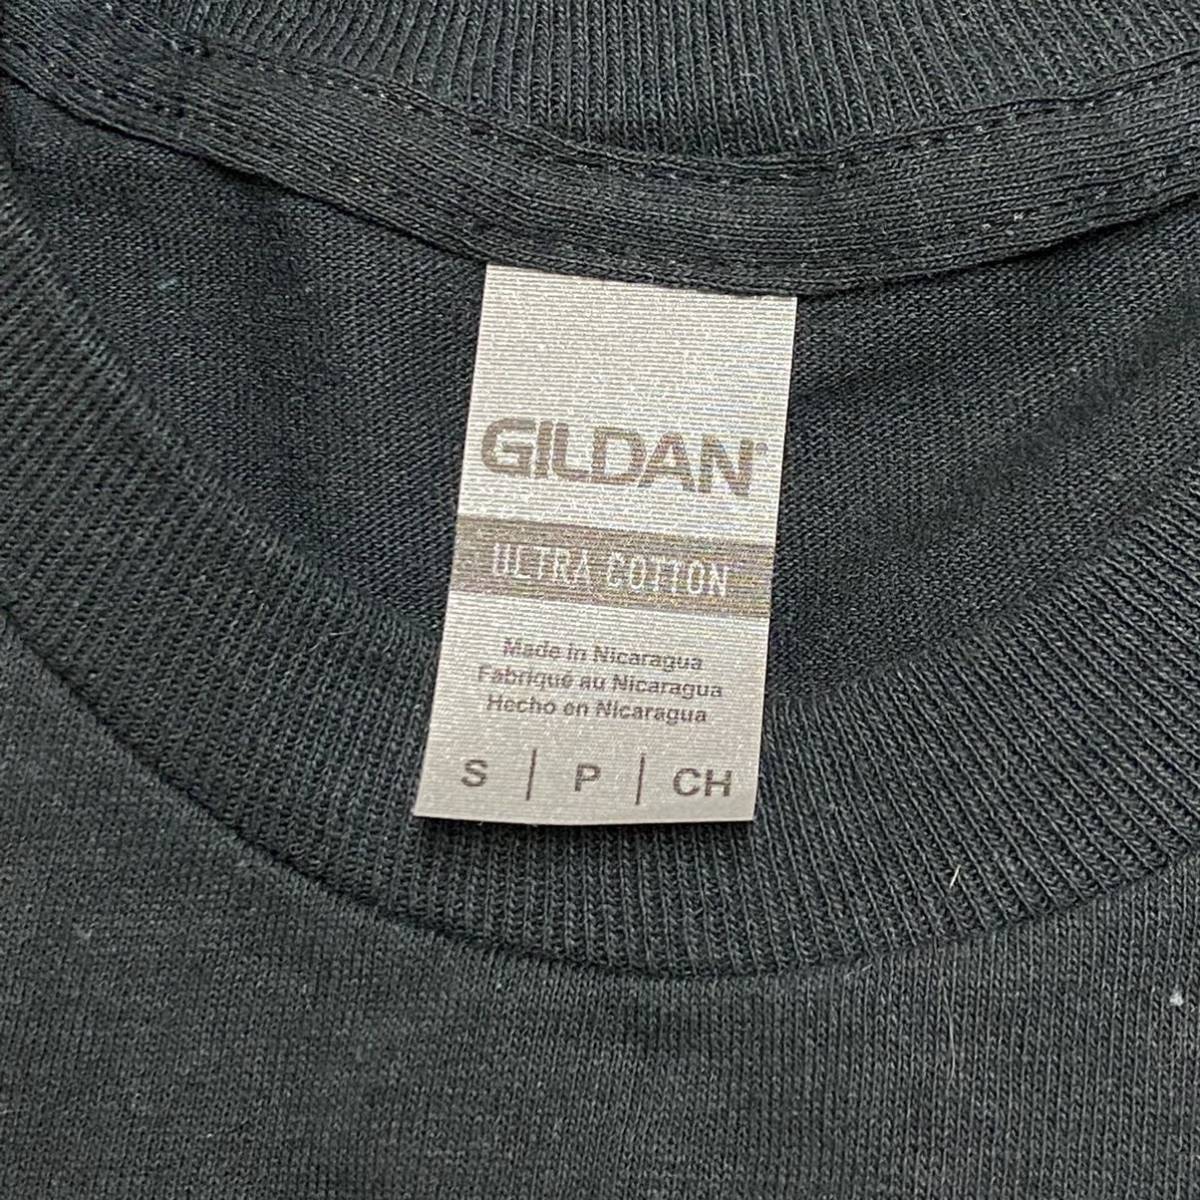 GILDAN®
ULTRA COTTON
Made in Nicaragua
Fabriqué au Nicaragua
Hecho en Nicaragua
S | P | CH